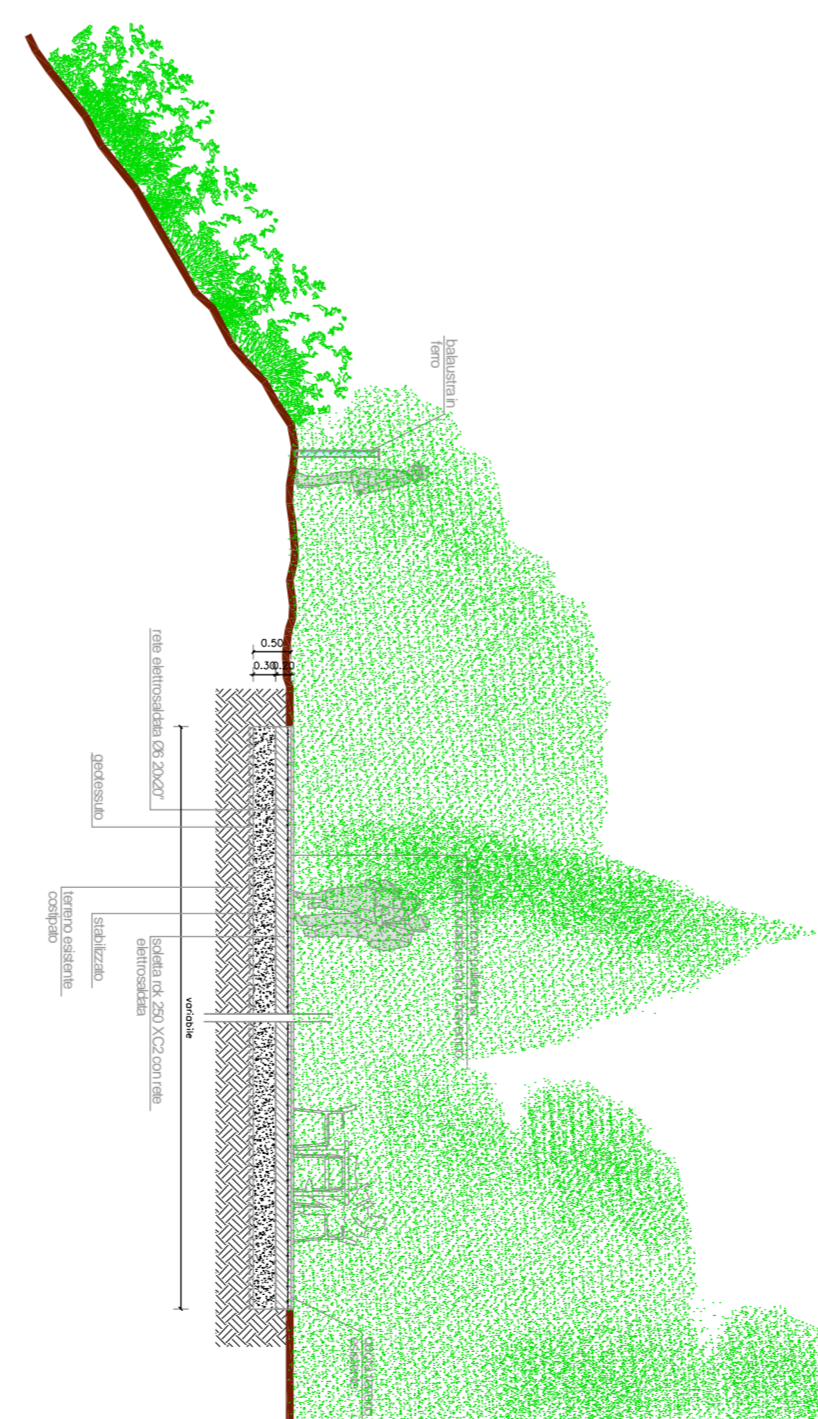 balaustra in
ferro
0.50
0.30
0.20
rete elettrosaldata Ø6 20x20"
geotessuto
terreno esistente
costipato
stabilizzato
soletta rck 250 XC2 con rete
elettrosaldata
variabile